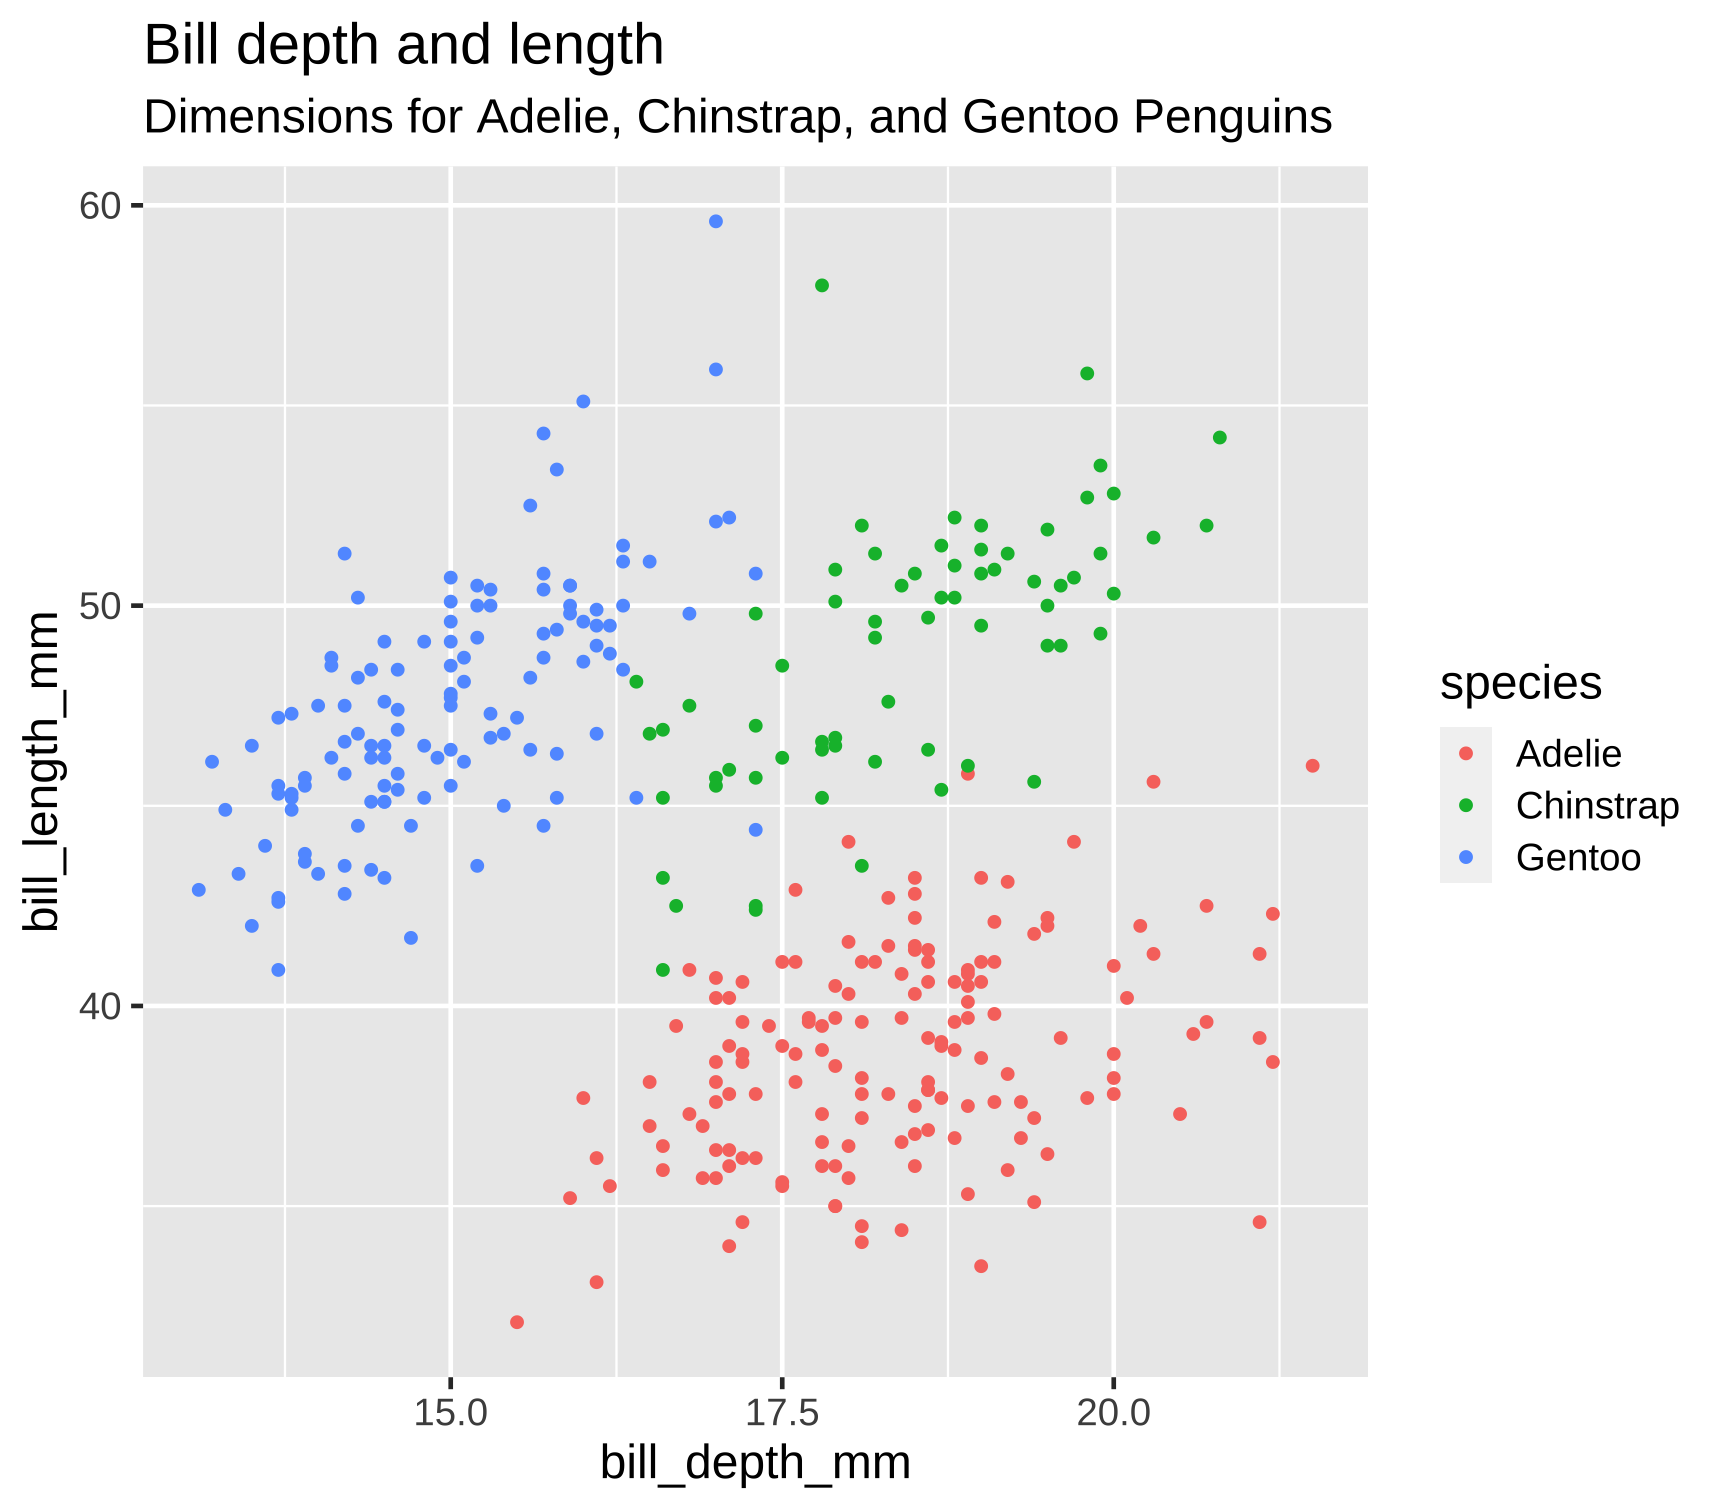 Bill depth and length
Dimensions for Adelie, Chinstrap, and Gentoo Penguins
60
50
40
bill_length_mm
15.0 17.5 20.0
bill_depth_mm
species
Adelie
Chinstrap
Gentoo